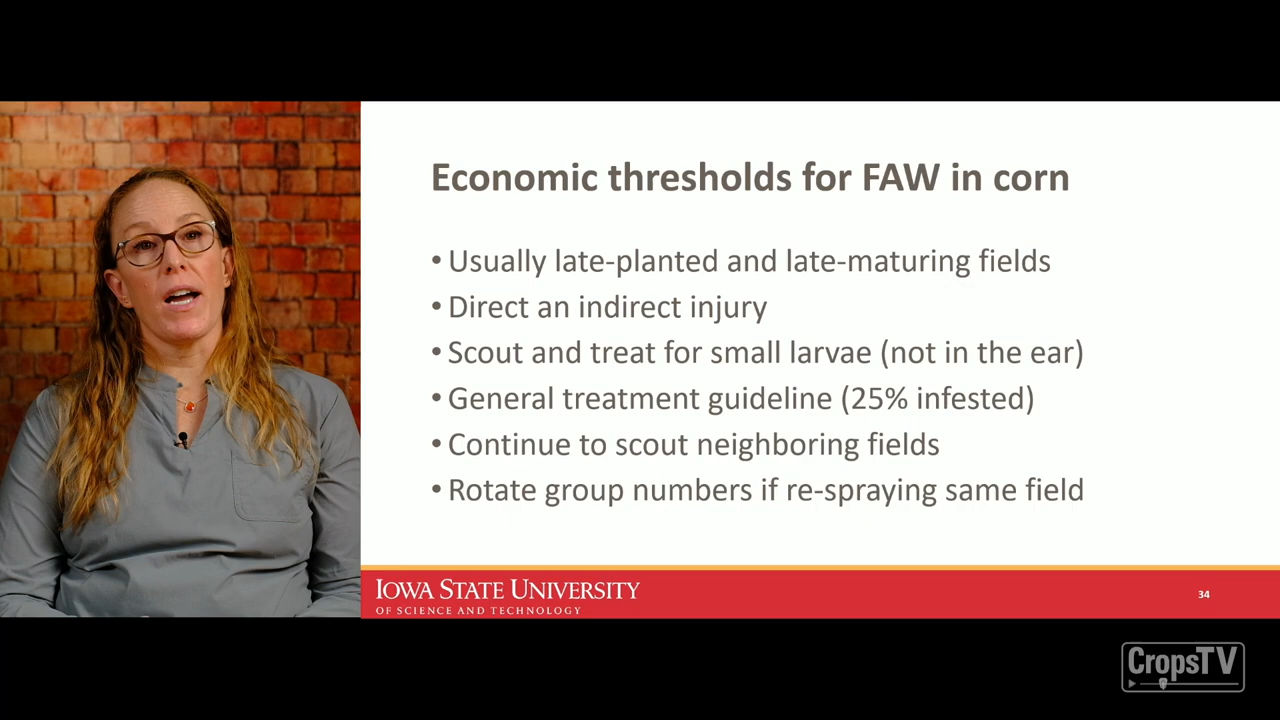 Economic thresholds for FAW in corn
• Usually late-planted and late-maturing fields
• Direct an indirect injury
• Scout and treat for small larvae (not in the ear)
• General treatment guideline (25% infested)
• Continue to scout neighboring fields
• Rotate group numbers if re-spraying same field
IOWA STATE UNIVERSITY
OF SCIENCE AND TECHNOLOGY
34
CropsTV